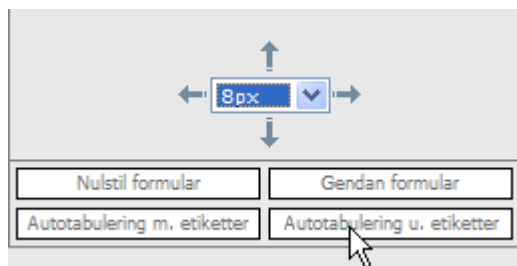 8px
Nulstil formular Gendan formular
Autotabulering m. etiketter Autotabulering u. etiketter